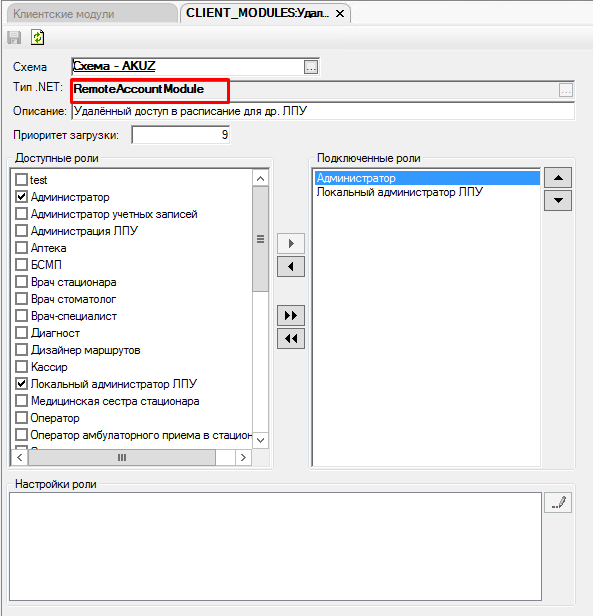 Клиентские модули
CLIENT_MODULES:Удал...
Схема
Схема - AKUZ
...
Тип .NET:
RemoteAccountModule
...
Описание:
Удалённый доступ в расписание для др. ЛПУ
Приоритет загрузки:
9
Доступные роли
test
Администратор
Администратор учетных записей
Администрация ЛПУ
Аптека
БСМП
Врач стационара
Врач стоматолог
Врач-специалист
Диагност
Дизайнер маршрутов
Кассир
Локальный администратор ЛПУ
Медицинская сестра стационара
Оператор
Оператор амбулаторного приема в стацион
Подключенные роли
Администратор
Локальный администратор ЛПУ
Настройки роли